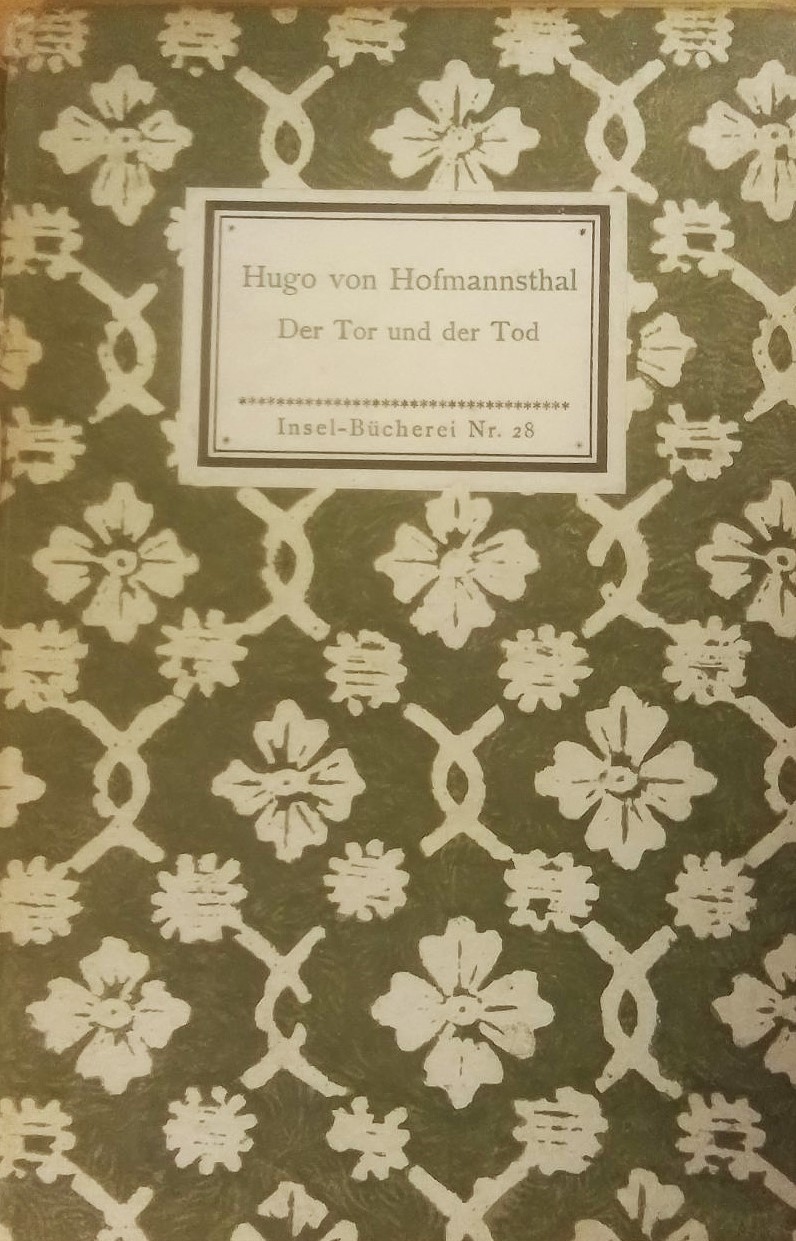 Hugo von Hofmannsthal
Der Tor und der Tod
***********************************
Insel-Bücherei Nr. 28